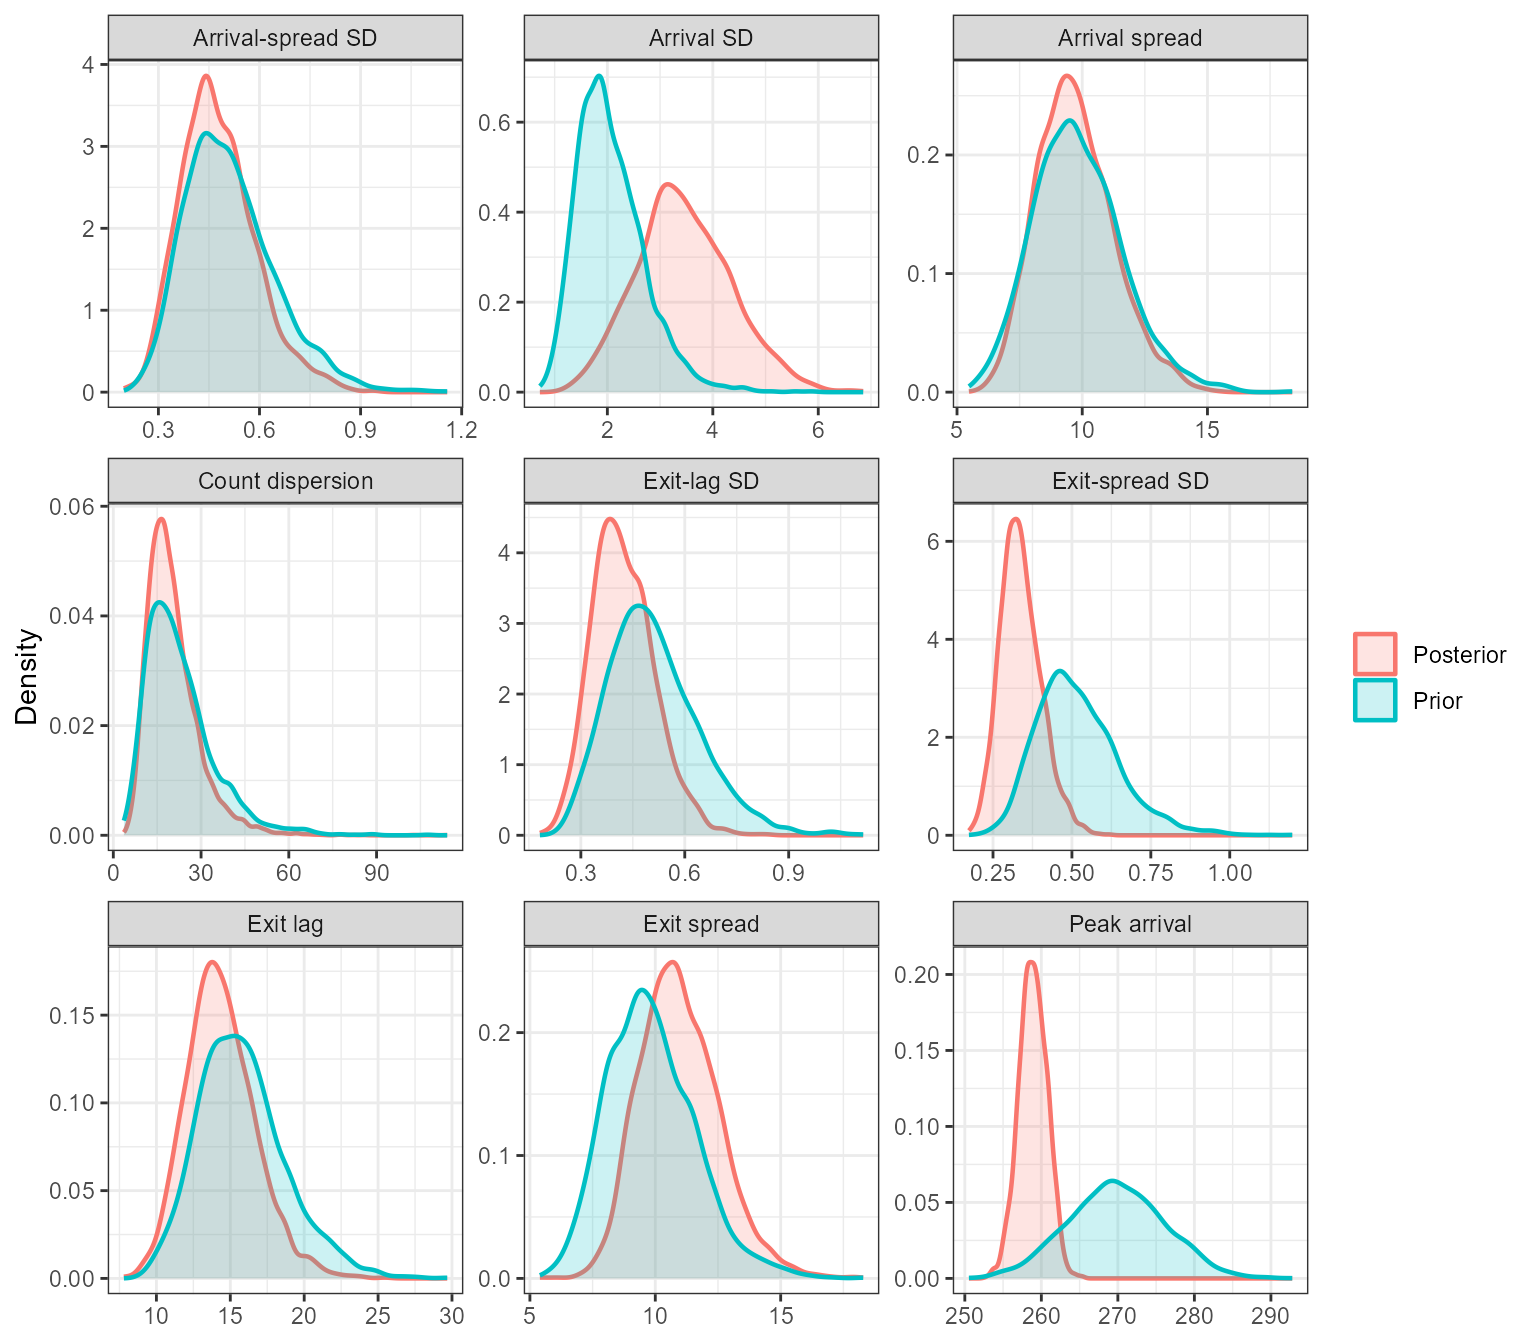 Arrival-spread SD
Arrival SD
Arrival spread
4
3
2
1
0
0.3 0.6 0.9 1.2
0.6
0.4
0.2
0.0
2 4 6
0.2
0.1
0.0
5 10 15
Count dispersion
Exit-lag SD
Exit-spread SD
0.06
0.04
0.02
0.00
0 30 60 90
4
3
2
1
0
0.3 0.6 0.9
6
4
2
0
0.25 0.50 0.75 1.00
Density
Posterior
Prior
Exit lag
Exit spread
Peak arrival
0.15
0.10
0.05
0.00
10 15 20 25 30
0.2
0.1
0.0
5 10 15
0.20
0.15
0.10
0.05
0.00
250 260 270 280 290